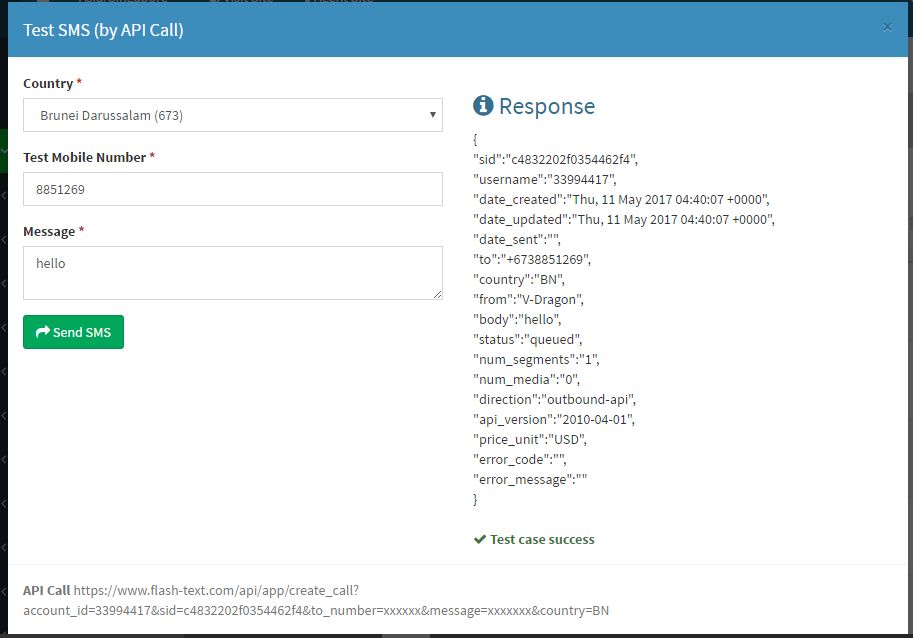 Test SMS (by API Call)
×
Country *
Brunei Darussalam (673)
Test Mobile Number *
8851269
Message *
hello
Send SMS
Response
{
"sid":"c4832202f0354462f4",
"username":"33994417",
"date_created":"Thu, 11 May 2017 04:40:07 +0000",
"date_updated":"Thu, 11 May 2017 04:40:07 +0000",
"date_sent":"",
"to":"+6738851269",
"country":"BN",
"from":"V-Dragon",
"body":"hello",
"status":"queued",
"num_segments":"1",
"num_media":"0",
"direction":"outbound-api",
"api_version":"2010-04-01",
"price_unit":"USD",
"error_code":"",
"error_message":""
}
Test case success
API Call https://www.flash-text.com/api/app/create_call?
account_id=33994417&sid=c4832202f0354462f4&to_number=xxxxxx&message=xxxxxxx&country=BN